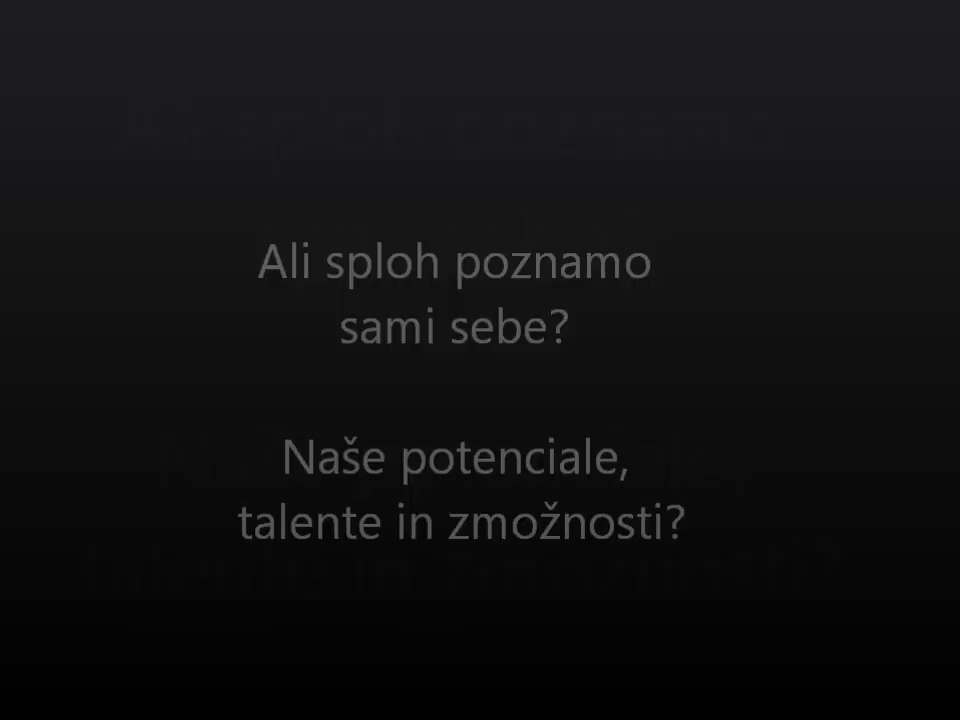 Ali sploh poznamo
sami sebe?
Naše potenciale,
talente in zmožnosti?